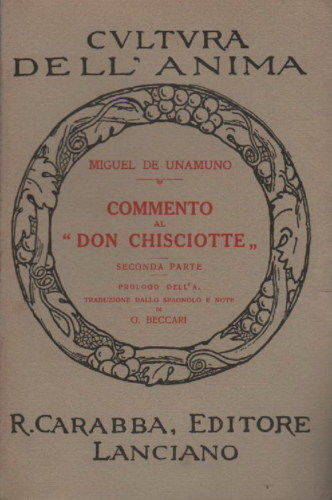 CVLTVRA
DELL'ANIMA
MIGUEL DE UNAMUNO
COMMENTO
AL
“ DON CHISCIOTTE „
SECONDA PARTE
PROLOGO DELL'A.
TRADUZIONE DALLO SPAGNOLO E NOTE
DI
G. BECCARI
R. CARABBA, EDITORE
LANCIANO